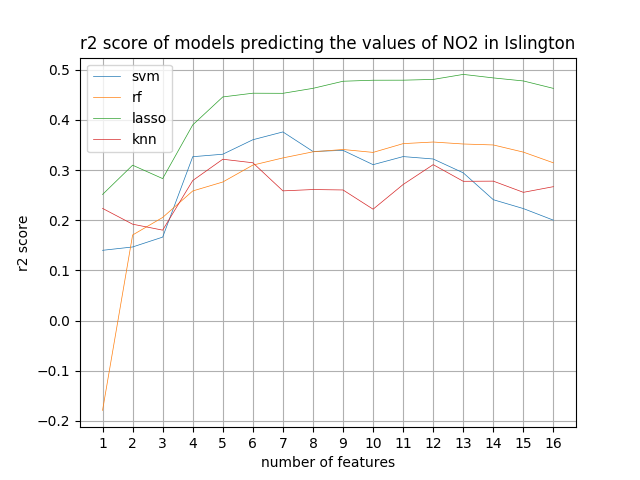 r2 score of models predicting the values of NO2 in Islington
svm
rf
lasso
knn
r2 score
0.5
0.4
0.3
0.2
0.1
0.0
−0.1
−0.2
1 2 3 4 5 6 7 8 9 10 11 12 13 14 15 16
number of features